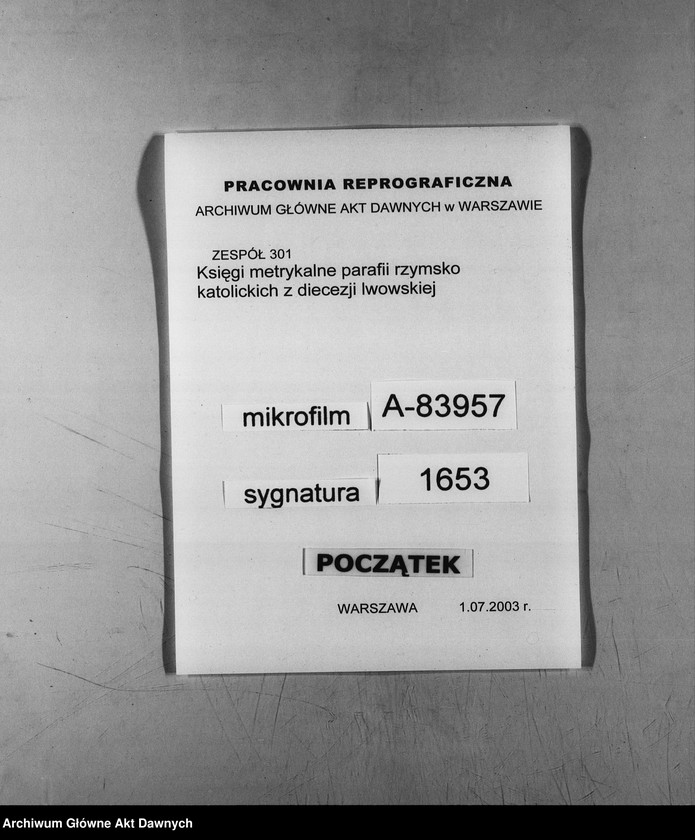 PRACOWNIA REPROGRAFICZNA
ARCHIWUM GŁÓWNE AKT DAWNYCH w WARSZAWIE
ZESPÓŁ 301
Księgi metrykalne parafii rzymsko
katolickich z diecezji lwowskiej
mikrofilm A-83957
sygnatura 1653
POCZĄTEK
WARSZAWA 1.07.2003 r.
Archiwum Główne Akt Dawnych